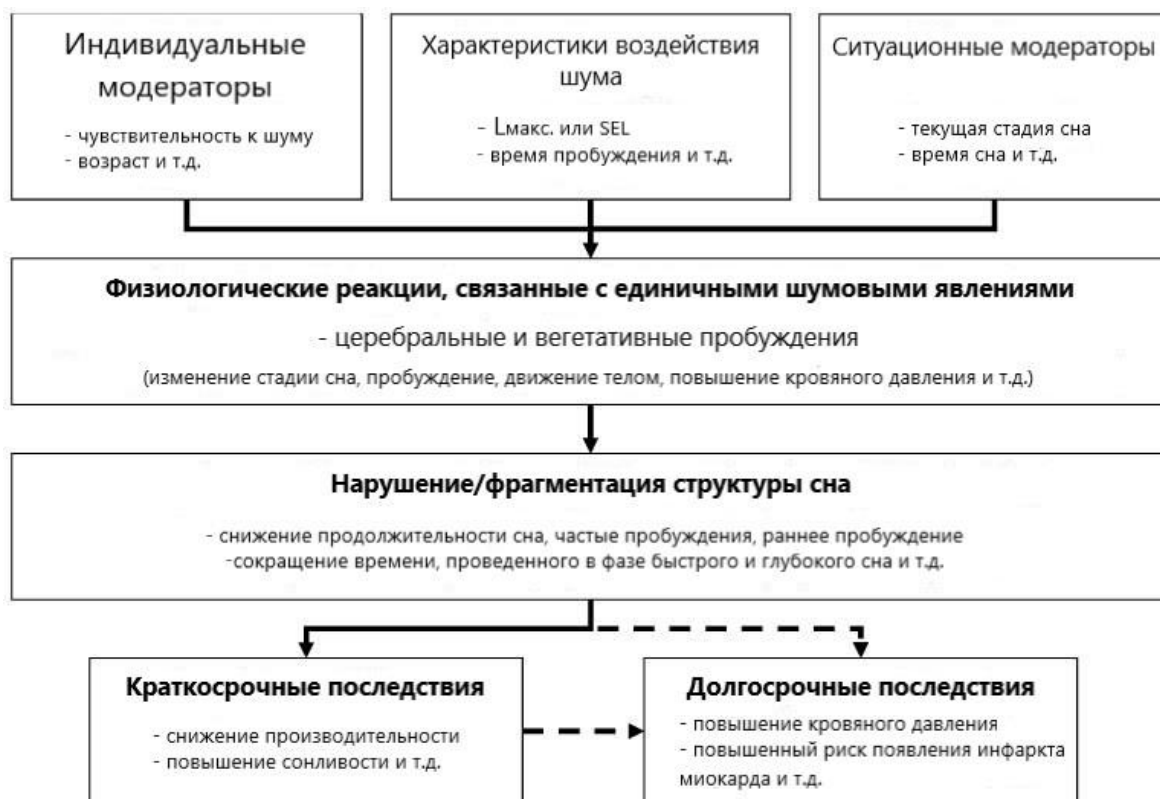 Индивидуальные
модераторы
- чувствительность к шуму
- возраст и т.д.
Характеристики воздействия
шума
- Lмакс. или SEL
- время пробуждения и т.д.
Ситуационные модераторы
- текущая стадия сна
- время сна и т.д.
Физиологические реакции, связанные с единичными шумовыми явлениями
- церебральные и вегетативные пробуждения
(изменение стадии сна, пробуждение, движение телом, повышение кровяного давления и т.д.)
Нарушение/фрагментация структуры сна
- снижение продолжительности сна, частые пробуждения, раннее пробуждение
-сокращение времени, проведенного в фазе быстрого и глубокого сна и т.д.
Краткосрочные последствия
- снижение производительности
- повышение сонливости и т.д.
Долгосрочные последствия
- повышение кровяного давления
- повышенный риск появления инфаркта
миокарда и т.д.